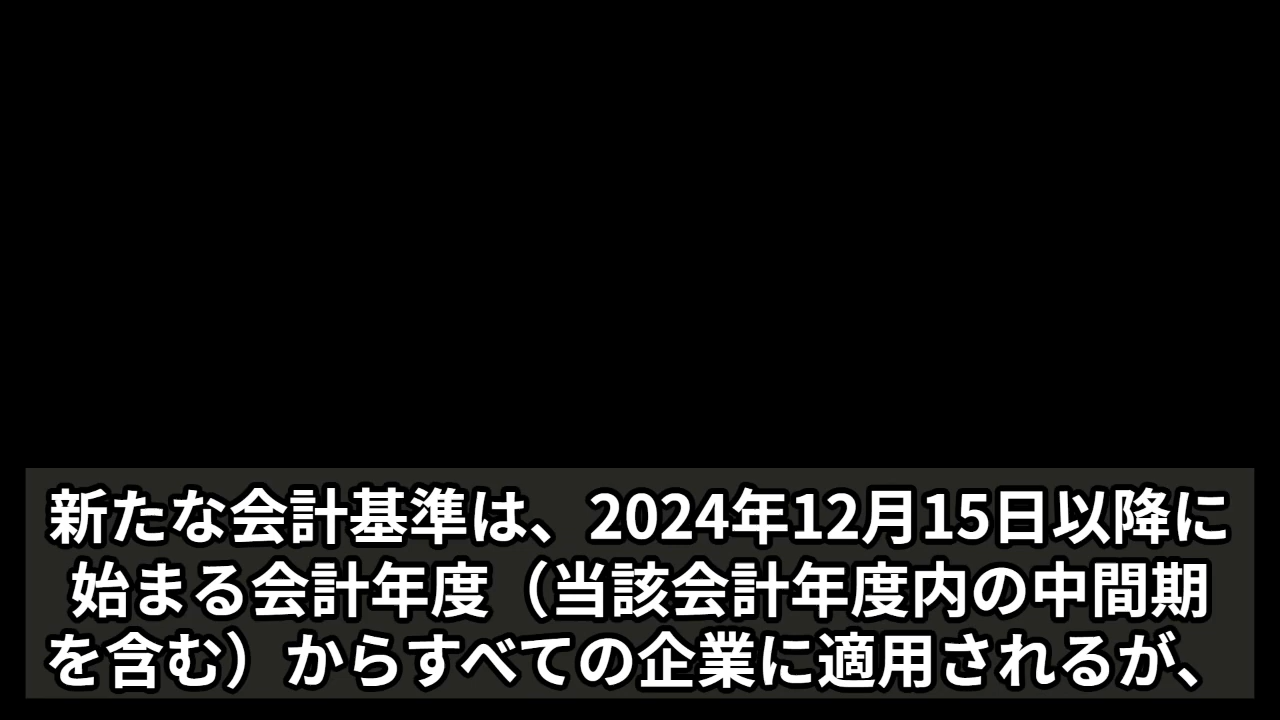 新たな会計基準は、2024年12月15日以降に
始まる会計年度（当該会計年度内の中間期
を含む）からすべての企業に適用されるが、